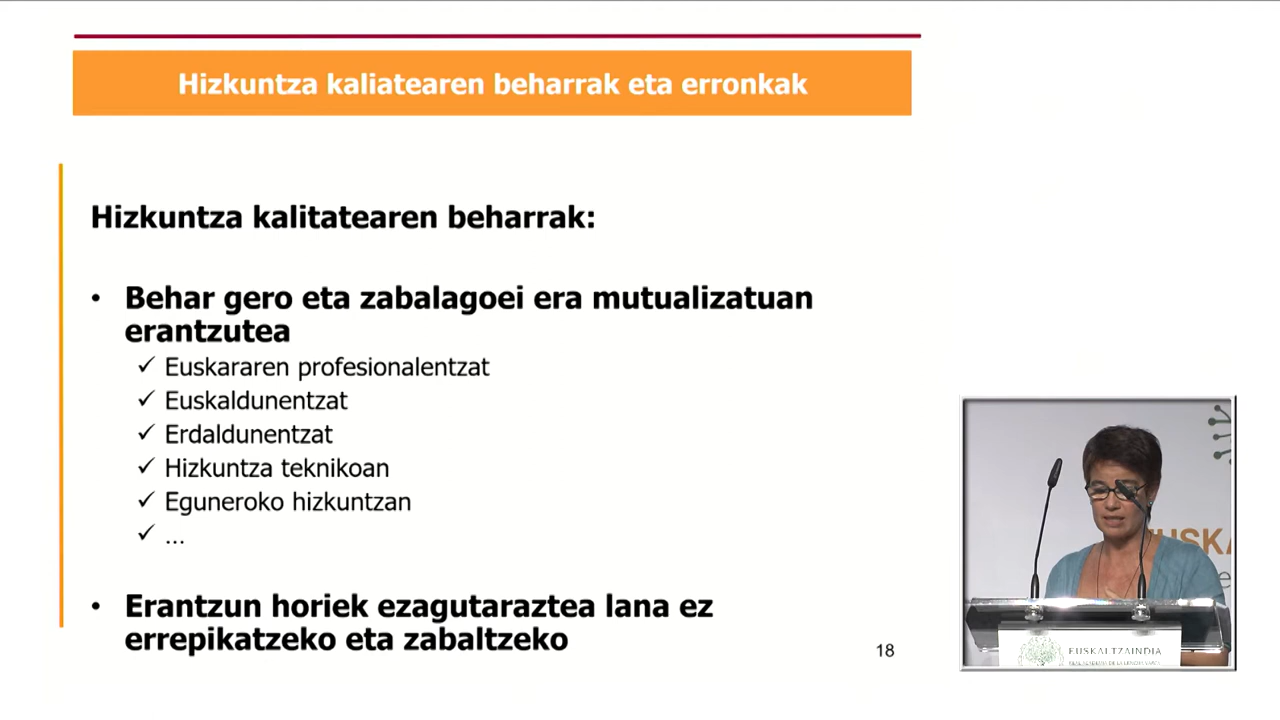 Hizkuntza kaliatearen beharrak eta erronkak
Hizkuntza kalitatearen beharrak:
• Behar gero eta zabalagoei era mutualizatuan
erantzutea
✓ Euskararen profesionalentzat
✓ Euskaldunentzat
✓ Erdaldunentzat
✓ Hizkuntza teknikoan
✓ Eguneroko hizkuntzan
✓ ...
• Erantzun horiek ezagutaraztea lana ez
errepikatzeko eta zabaltzeko
18
EUSKALTZAINDIA